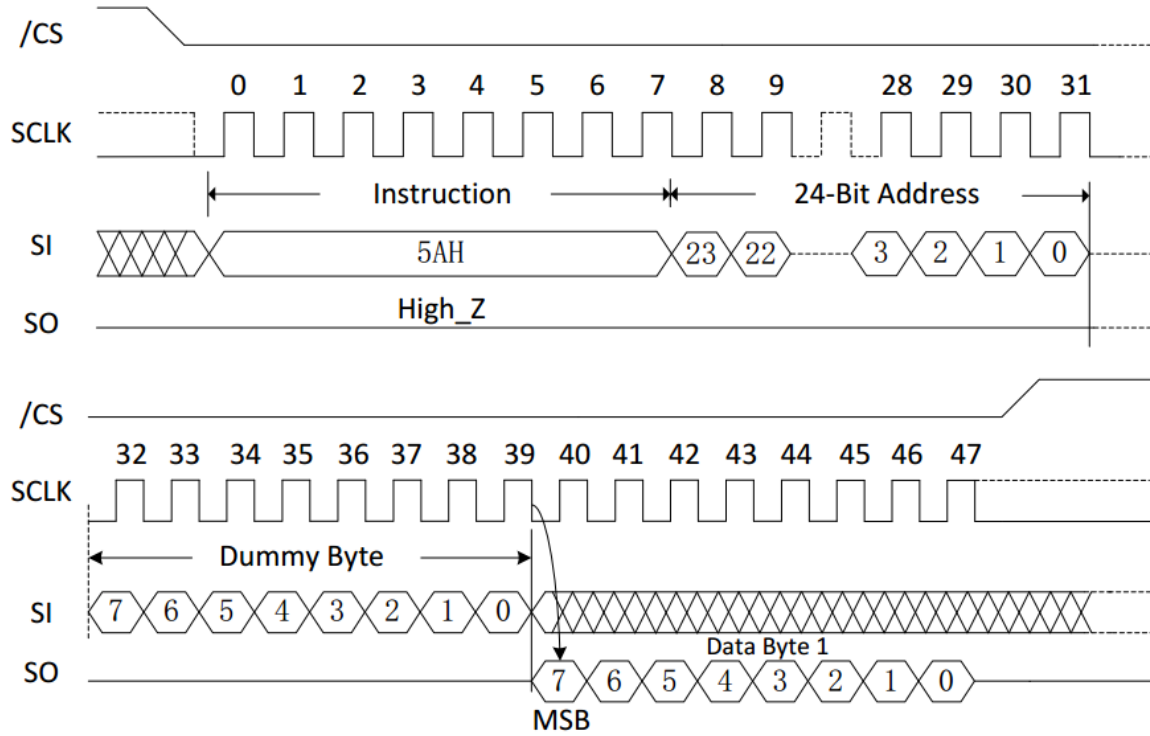 /CS
0 1 2 3 4 5 6 7 8 9 28 29 30 31
SCLK
Instruction 24-Bit Address
SI 5AH 23 22 3 2 1 0
High_Z
SO
/CS
32 33 34 35 36 37 38 39 40 41 42 43 44 45 46 47
SCLK
Dummy Byte
SI 7 6 5 4 3 2 1 0
Data Byte 1
SO 7 6 5 4 3 2 1 0
MSB